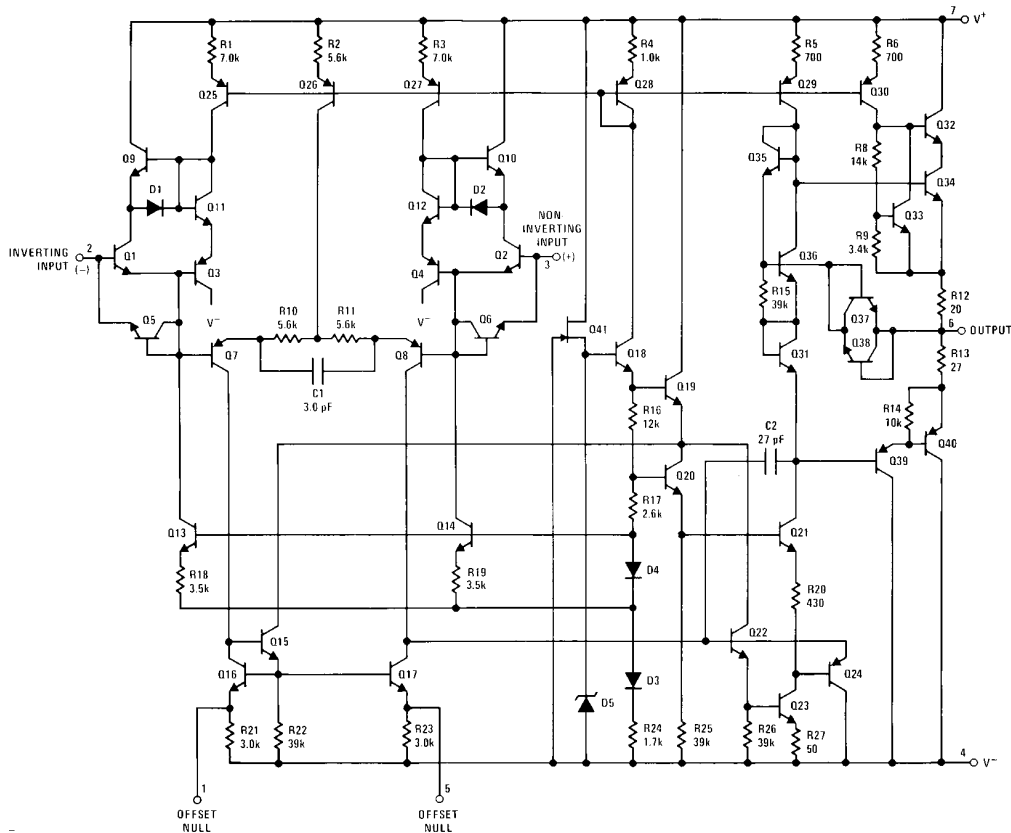 7
V+
R1
7.0k
R2
5.6k
R3
7.0k
R4
1.0k
R5
700
R6
700
Q25
Q26
Q27
Q28
Q29
Q30
Q9
Q10
Q32
D1
D2
Q35
R8
14k
Q34
Q11
Q12
NON-
INVERTING
INPUT
3 (+)
Q33
R9
3.4k
INVERTING
INPUT
2
(−)
Q1
Q3
Q4
Q2
Q36
R15
39k
R12
20
V−
V−
Q5
R10
5.6k
R11
5.6k
Q6
Q41
Q37
Q38
6
OUTPUT
Q7
Q8
Q18
Q31
R13
27
C1
3.0 pF
Q19
R14
10k
R16
12k
C2
27 pF
Q39
Q40
Q20
R17
2.6k
Q13
Q14
Q21
R18
3.5k
R19
3.5k
D4
R20
430
Q15
Q22
Q16
Q17
D3
Q24
D5
Q23
R21
3.0k
R22
39k
R23
3.0k
R24
1.7k
R25
39k
R26
39k
R27
50
4
V−
1
5
OFFSET
NULL
OFFSET
NULL